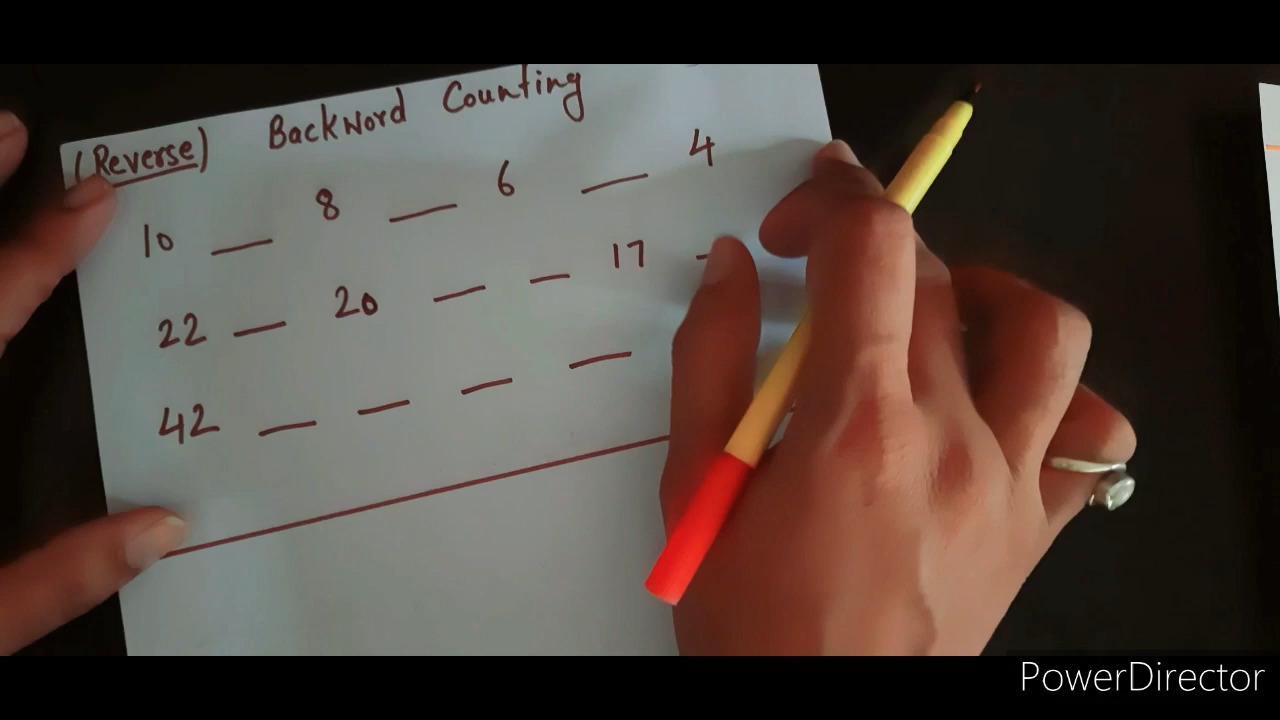 (Reverse) BackWord Counting
10 __ 8 __ 6 __ 4
22 __ 20 __ __ 17 _
42 __ __ __ __
PowerDirector